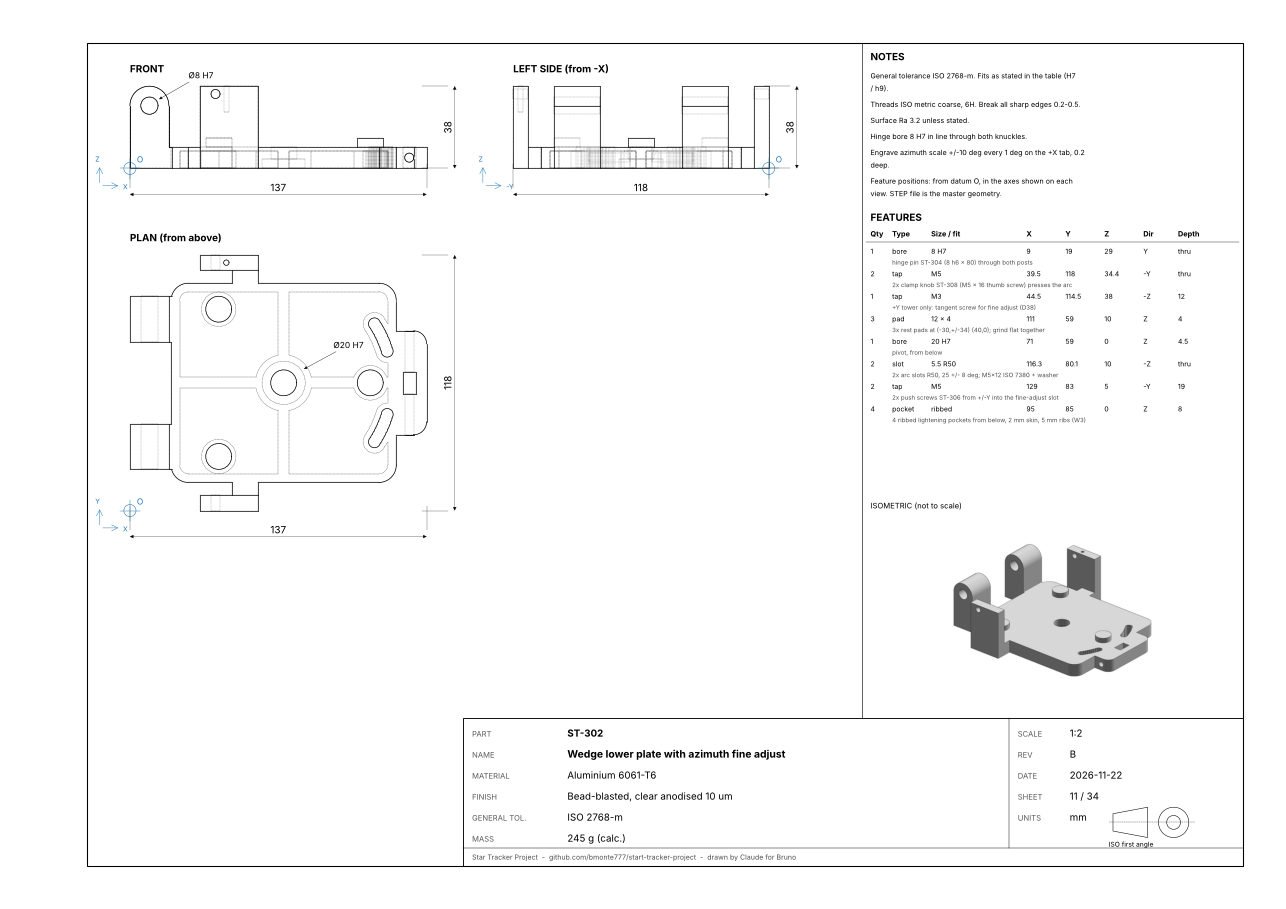 FRONT
Ø8 H7
38
Z
O
X
137
LEFT SIDE (from -X)
38
Z
O
-Y
118
PLAN (from above)
Ø20 H7
118
Y
O
X
137
NOTES
General tolerance ISO 2768-m. Fits as stated in the table (H7
/ h9).
Threads ISO metric coarse, 6H. Break all sharp edges 0.2-0.5.
Surface Ra 3.2 unless stated.
Hinge bore 8 H7 in line through both knuckles.
Engrave azimuth scale +/-10 deg every 1 deg on the +X tab, 0.2
deep.
Feature positions: from datum O, in the axes shown on each
view. STEP file is the master geometry.
FEATURES
Qty Type Size / fit X Y Z Dir Depth
1 bore 8 H7 9 19 29 Y thru
hinge pin ST-304 (8 h6 × 80) through both posts
2 tap M5 39.5 118 34.4 -Y thru
2x clamp knob ST-308 (M5 × 16 thumb screw) presses the arc
1 tap M3 44.5 114.5 38 -Z 12
+Y tower only: tangent screw for fine adjust (D38)
3 pad 12 × 4 111 59 10 Z 4
3x rest pads at (-30,+/-34) (40,0); grind flat together
1 bore 20 H7 71 59 0 Z 4.5
pivot, from below
2 slot 5.5 R50 116.3 80.1 10 -Z thru
2x arc slots R50, 25 +/- 8 deg; M5×12 ISO 7380 + washer
2 tap M5 129 83 5 -Y 19
2x push screws ST-306 from +/-Y into the fine-adjust slot
4 pocket ribbed 95 85 0 Z 8
4 ribbed lightening pockets from below, 2 mm skin, 5 mm ribs (W3)
ISOMETRIC (not to scale)
PART ST-302
NAME Wedge lower plate with azimuth fine adjust
MATERIAL Aluminium 6061-T6
FINISH Bead-blasted, clear anodised 10 um
GENERAL TOL. ISO 2768-m
MASS 245 g (calc.)
SCALE 1:2
REV B
DATE 2026-11-22
SHEET 11 / 34
UNITS mm
ISO first angle
Star Tracker Project - github.com/bmonte777/start-tracker-project - drawn by Claude for Bruno